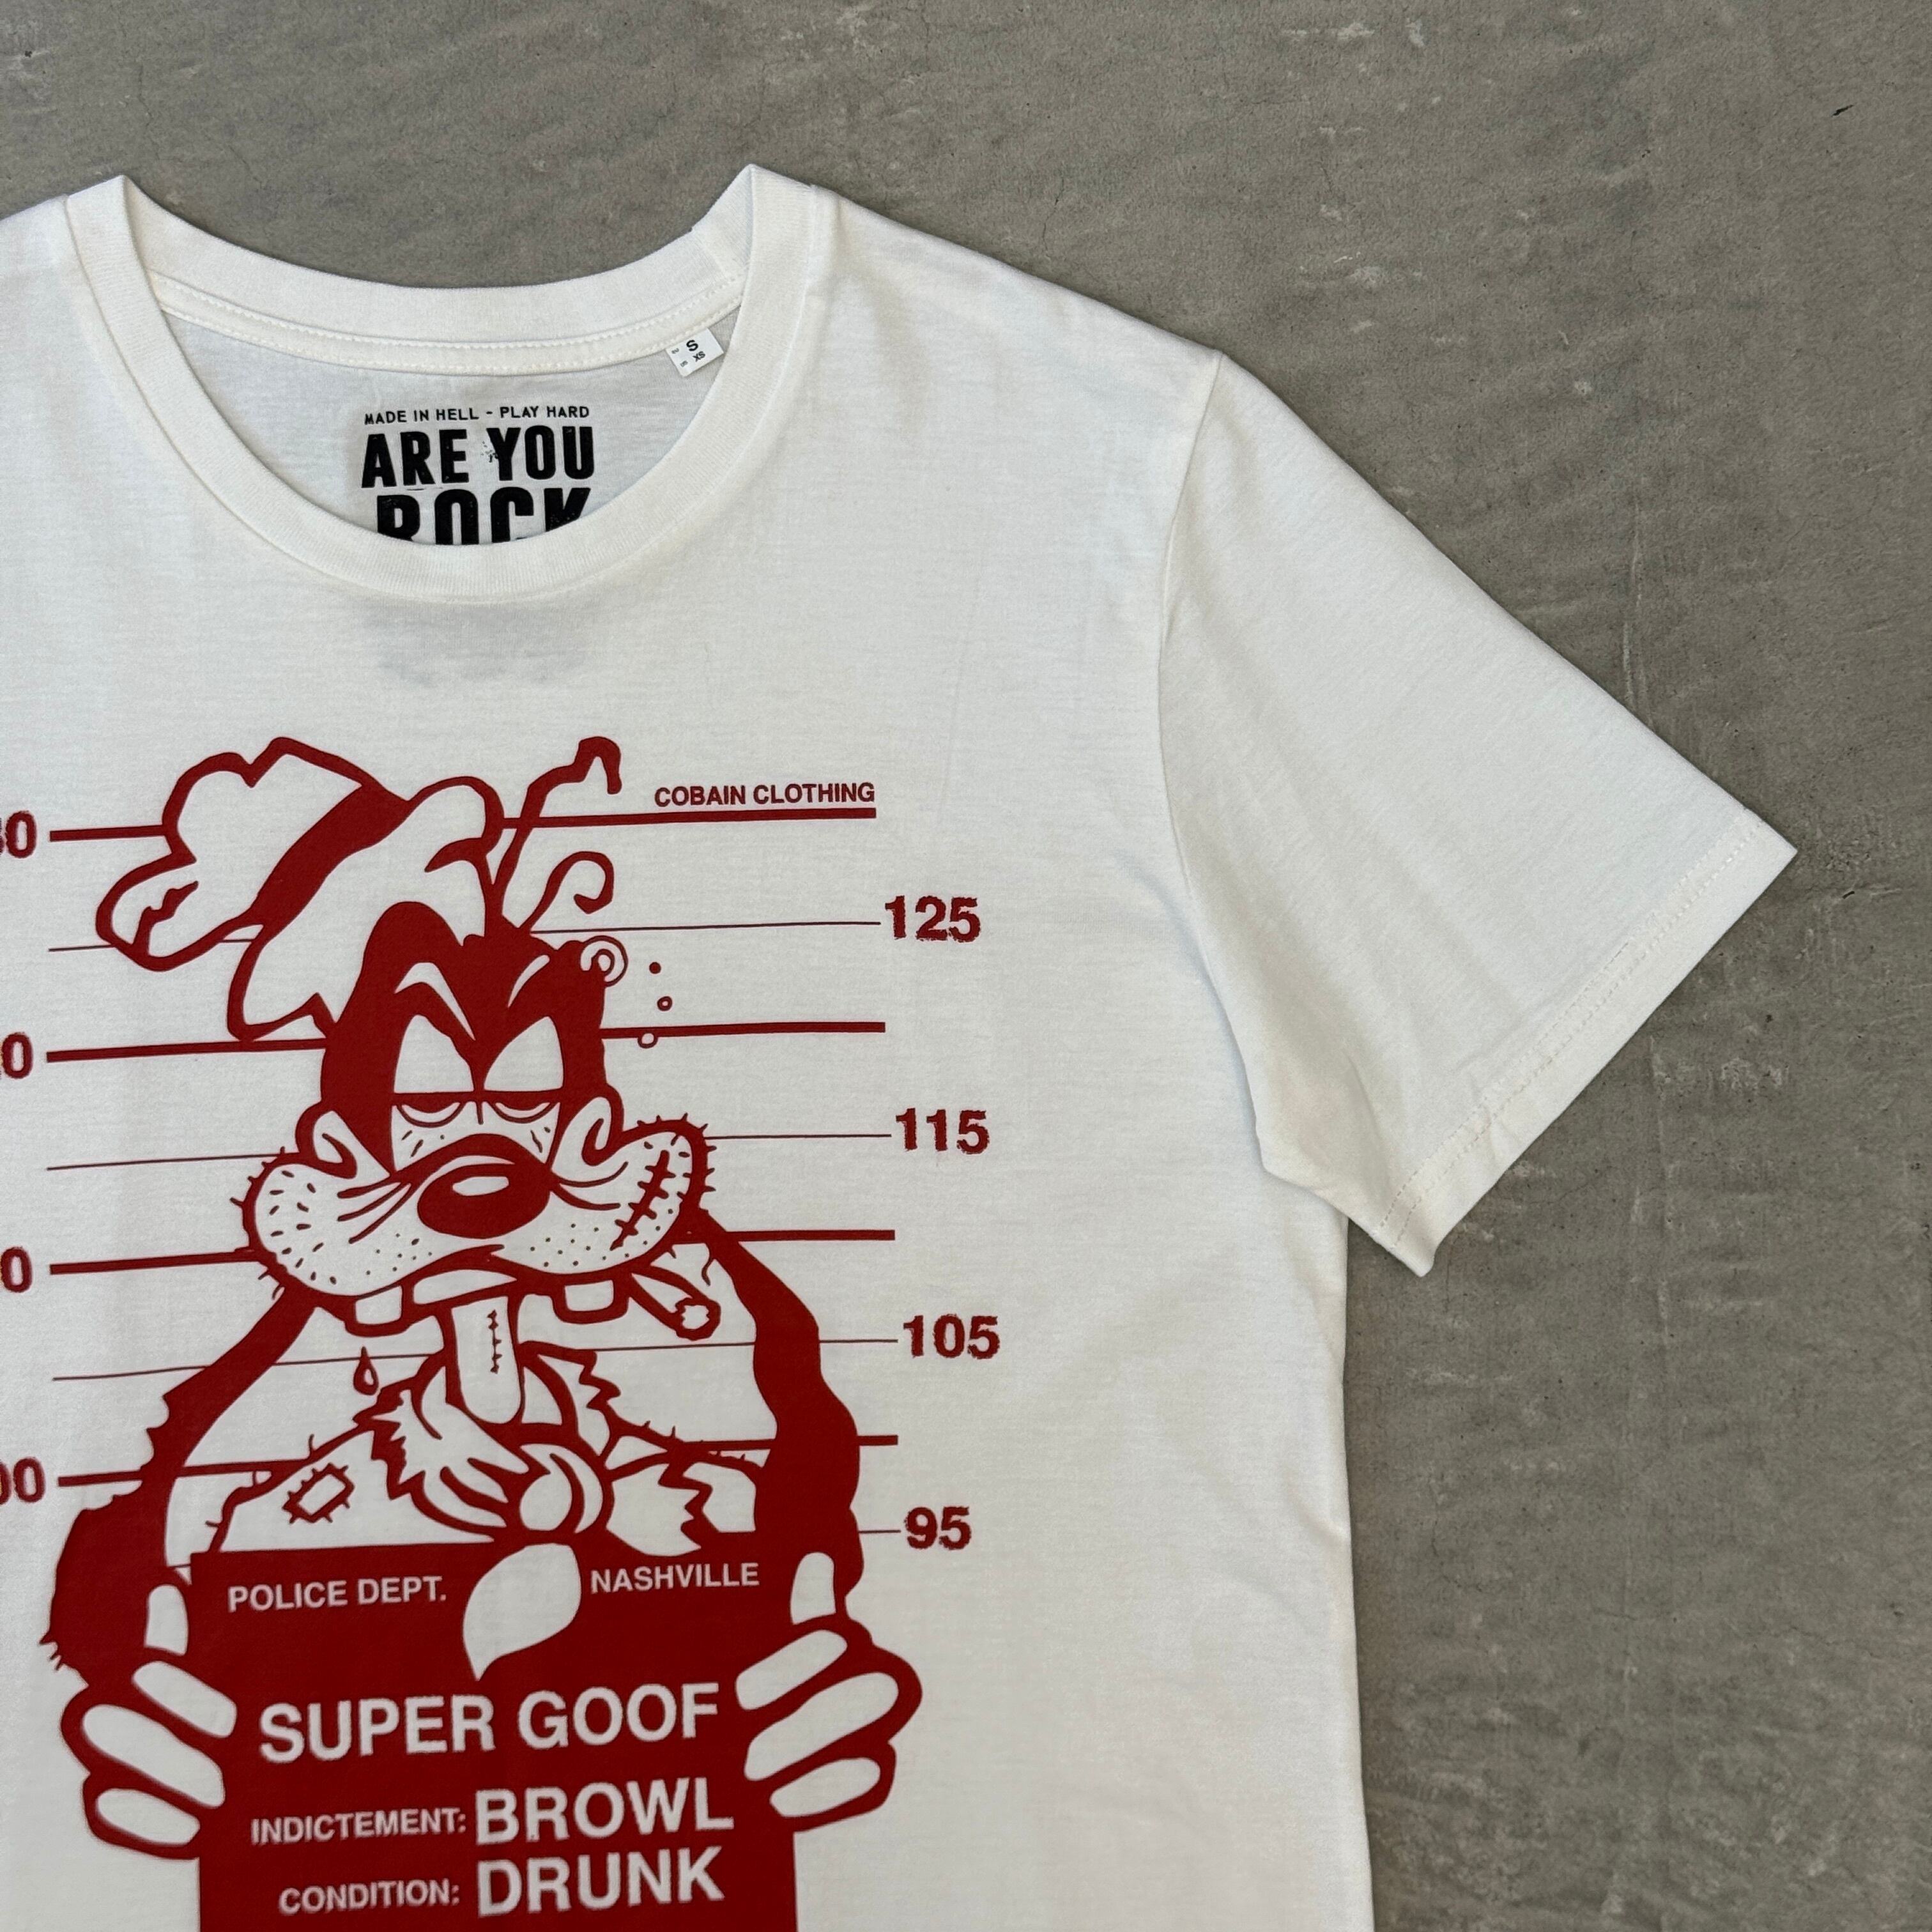 S
XS
MADE IN HELL - PLAY HARD
ARE YOU
ROCK
COBAIN CLOTHING
125
115
105
95
POLICE DEPT. NASHVILLE
SUPER GOOF
INDICTEMENT: BROWL
CONDITION: DRUNK